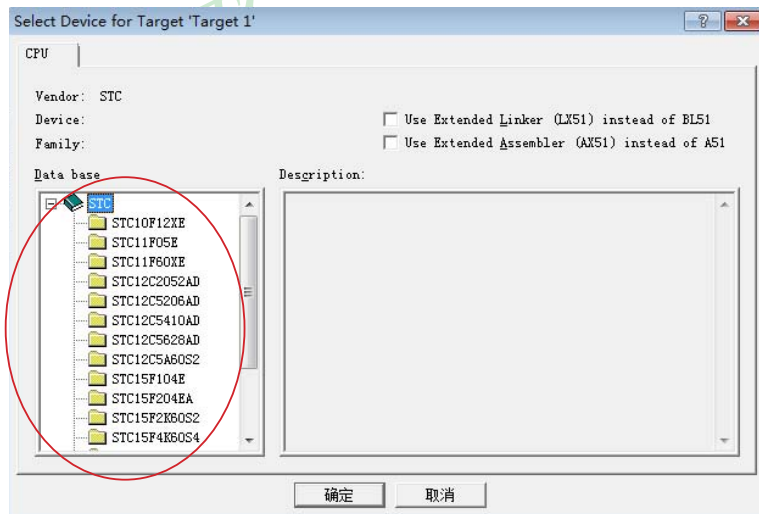 Select Device for Target 'Target 1'
CPU
Vendor: STC
Device:
Use Extended Linker (LX51) instead of BL51
Family:
Use Extended Assembler (AX51) instead of A51
Data base
Description:
STC
STC10F12XE
STC11F05E
STC11F60XE
STC12C2052AD
STC12C5206AD
STC12C5410AD
STC12C5628AD
STC12C5A60S2
STC15F104E
STC15F204EA
STC15F2K60S2
STC15F4K60S4
确定
取消